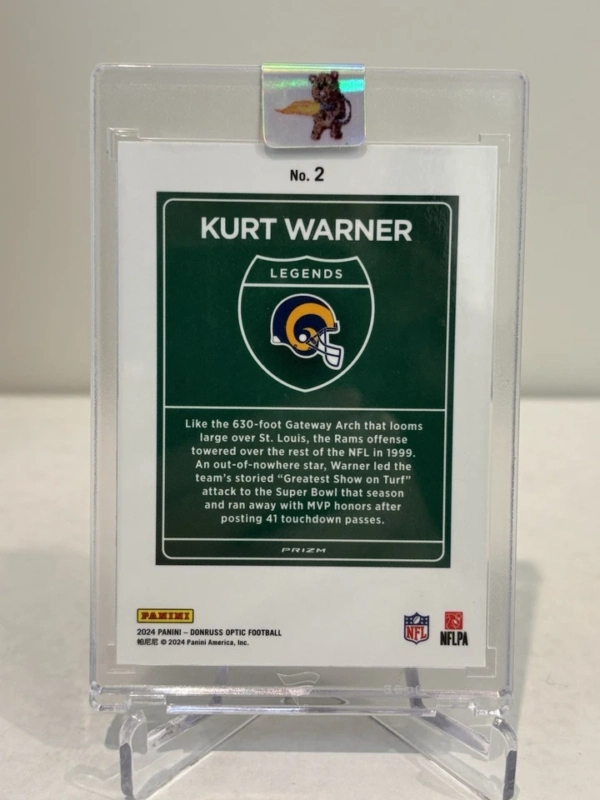 No. 2
KURT WARNER
LEGENDS
Like the 630-foot Gateway Arch that looms
large over St. Louis, the Rams offense
towered over the rest of the NFL in 1999.
An out-of-nowhere star, Warner led the
team's storied “Greatest Show on Turf”
attack to the Super Bowl that season
and ran away with MVP honors after
posting 41 touchdown passes.
PRIZM
PANINI
2024 PANINI – DONRUSS OPTIC FOOTBALL
帕尼尼 © 2024 Panini America, Inc.
NFL
NFLPA